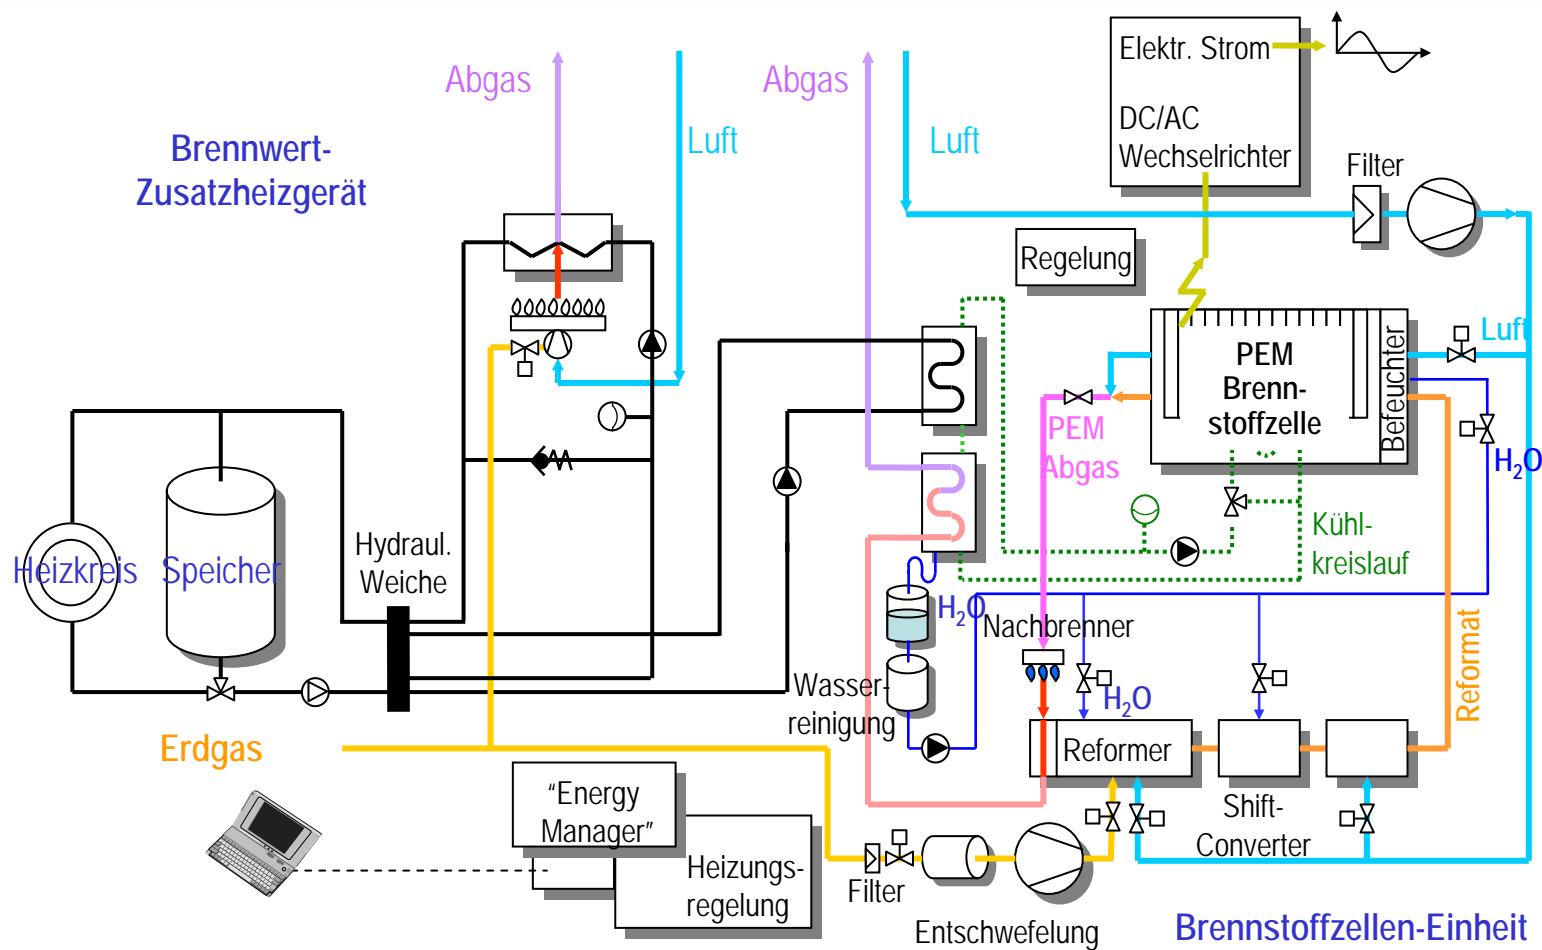 Elektr. Strom
Abgas
Abgas
DC/AC
Wechselrichter
Luft
Luft
Brennwert-
Zusatzheizgerät
Filter
Regelung
Luft
PEM
Brenn-
stoffzelle
Befeuchter
PEM
Abgas
H₂O
Kühl-
kreislauf
Hydraul.
Weiche
Heizkreis
Speicher
H₂O
Nachbrenner
Wasser-
reinigung
H₂O
Reformat
Erdgas
Reformer
"Energy
Manager"
Shift-
Converter
Heizungs-
regelung
Filter
Entschwefelung
Brennstoffzellen-Einheit